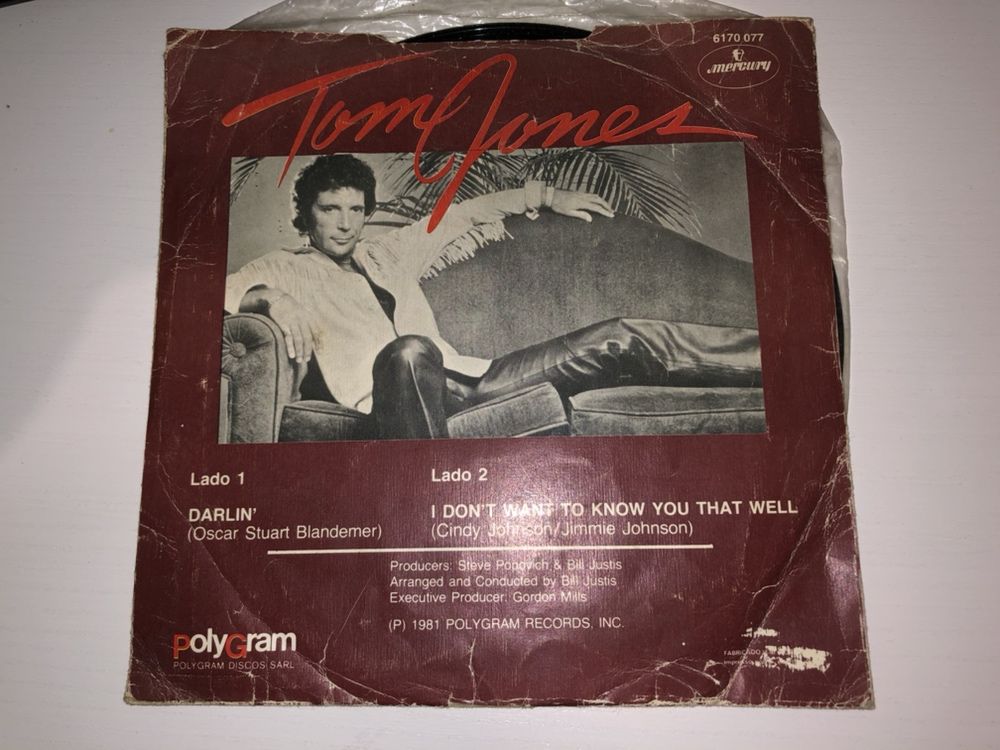 6170 077
mercury
Tom Jones
Lado 1
DARLIN'
(Oscar Stuart Blandemer)
Lado 2
I DON'T WANT TO KNOW YOU THAT WELL
(Cindy Johnson/Jimmie Johnson)
Producers: Steve Popovich & Bill Justis
Arranged and Conducted by Bill Justis
Executive Producer: Gordon Mills
(P) 1981 POLYGRAM RECORDS, INC.
PolyGram
POLYGRAM DISCOS SARL
FABRICADO